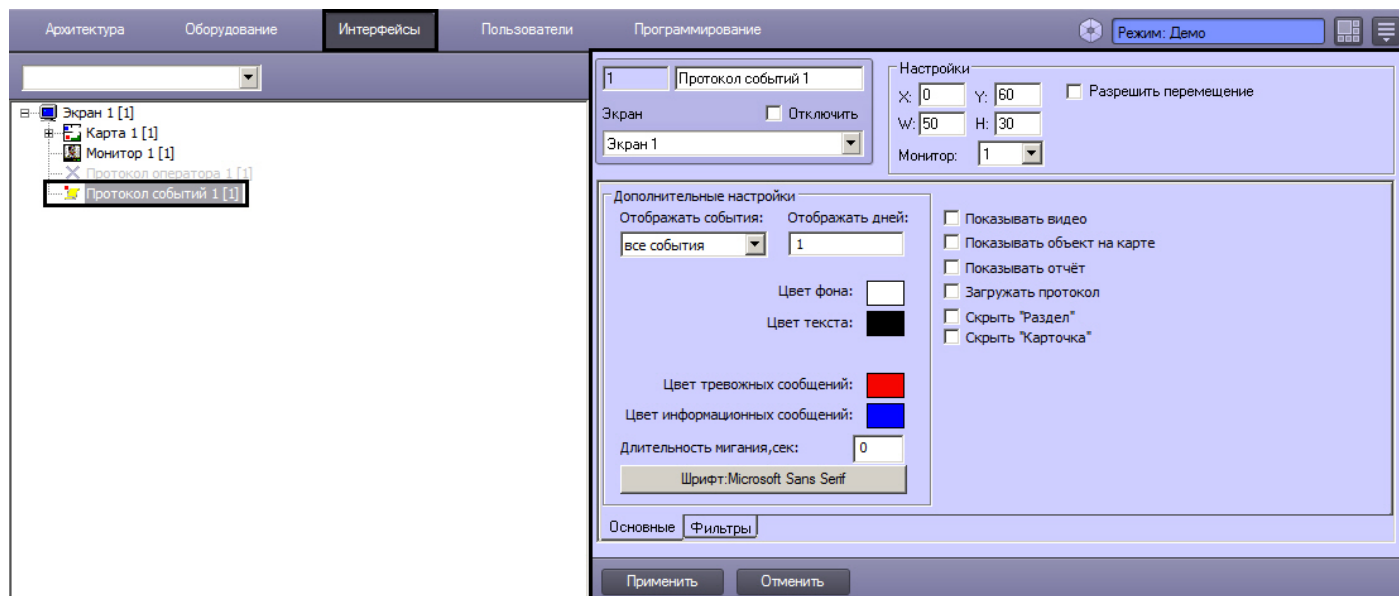 Архитектура Оборудование Интерфейсы Пользователи Программирование Режим: Демо
Экран 1 [1]
Карта 1 [1]
Монитор 1 [1]
Протокол оператора 1 [1]
Протокол событий 1 [1]
1 Протокол событий 1
Экран Отключить
Экран 1
Настройки
X: 0 Y: 60 Разрешить перемещение
W: 50 H: 30
Монитор: 1
Дополнительные настройки
Отображать события: Отображать дней:
все события 1
Цвет фона:
Цвет текста:
Цвет тревожных сообщений:
Цвет информационных сообщений:
Длительность мигания,сек: 0
Шрифт:Microsoft Sans Serif
Показывать видео
Показывать объект на карте
Показывать отчёт
Загружать протокол
Скрыть "Раздел"
Скрыть "Карточка"
Основные Фильтры
Применить Отменить